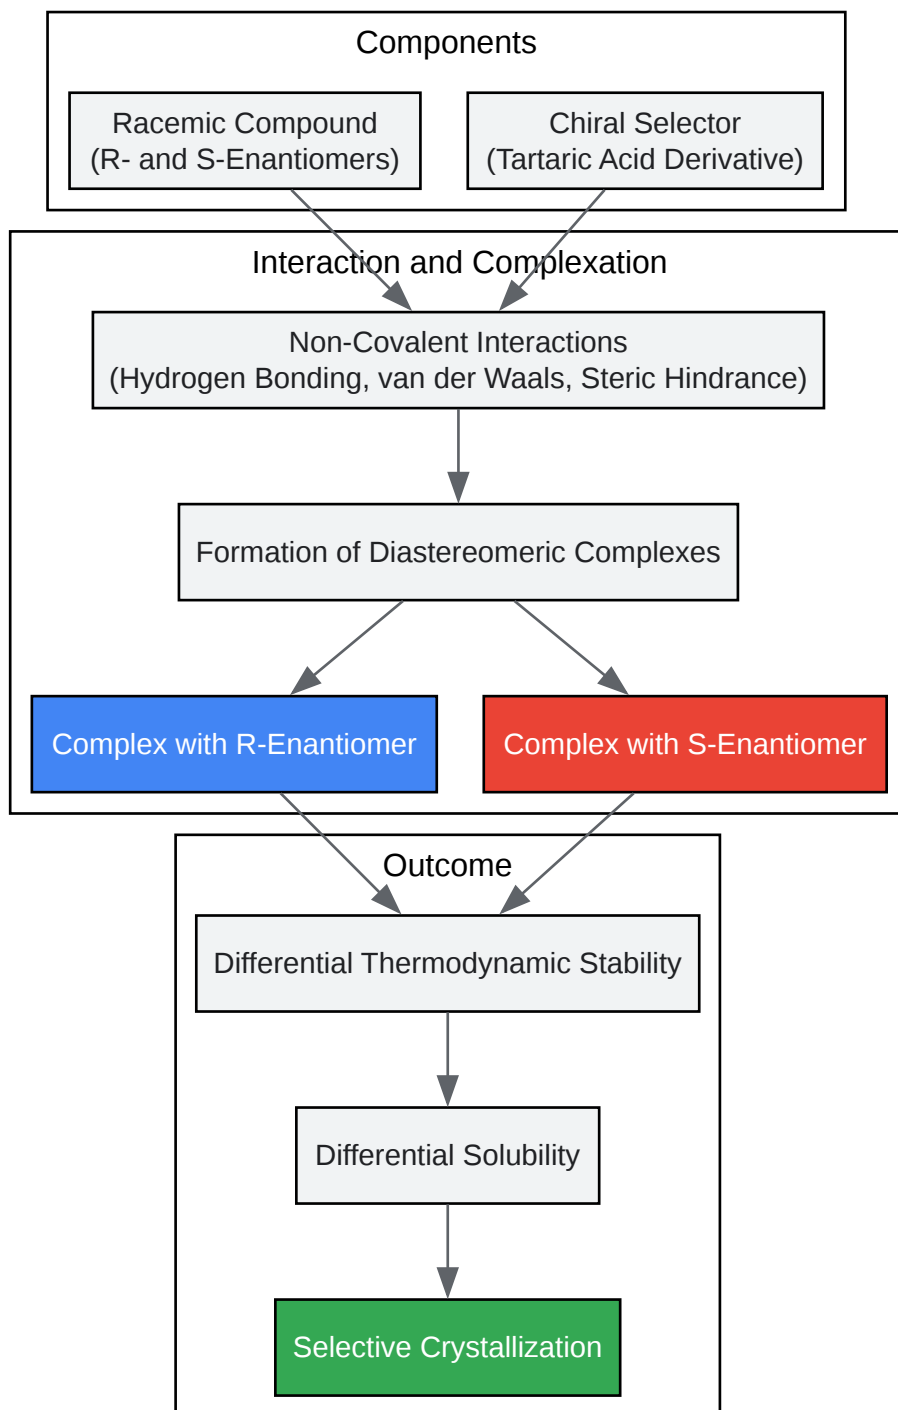 Components
Racemic Compound
(R- and S-Enantiomers)
Chiral Selector
(Tartaric Acid Derivative)
Interaction and Complexation
Non-Covalent Interactions
(Hydrogen Bonding, van der Waals, Steric Hindrance)
Formation of Diastereomeric Complexes
Complex with R-Enantiomer
Complex with S-Enantiomer
Outcome
Differential Thermodynamic Stability
Differential Solubility
Selective Crystallization